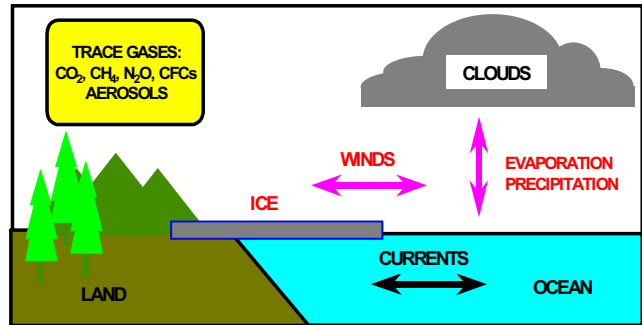 TRACE GASES:
CO₂, CH₄, N₂O, CFCs
AEROSOLS
CLOUDS
WINDS
EVAPORATION
PRECIPITATION
ICE
CURRENTS
LAND
OCEAN